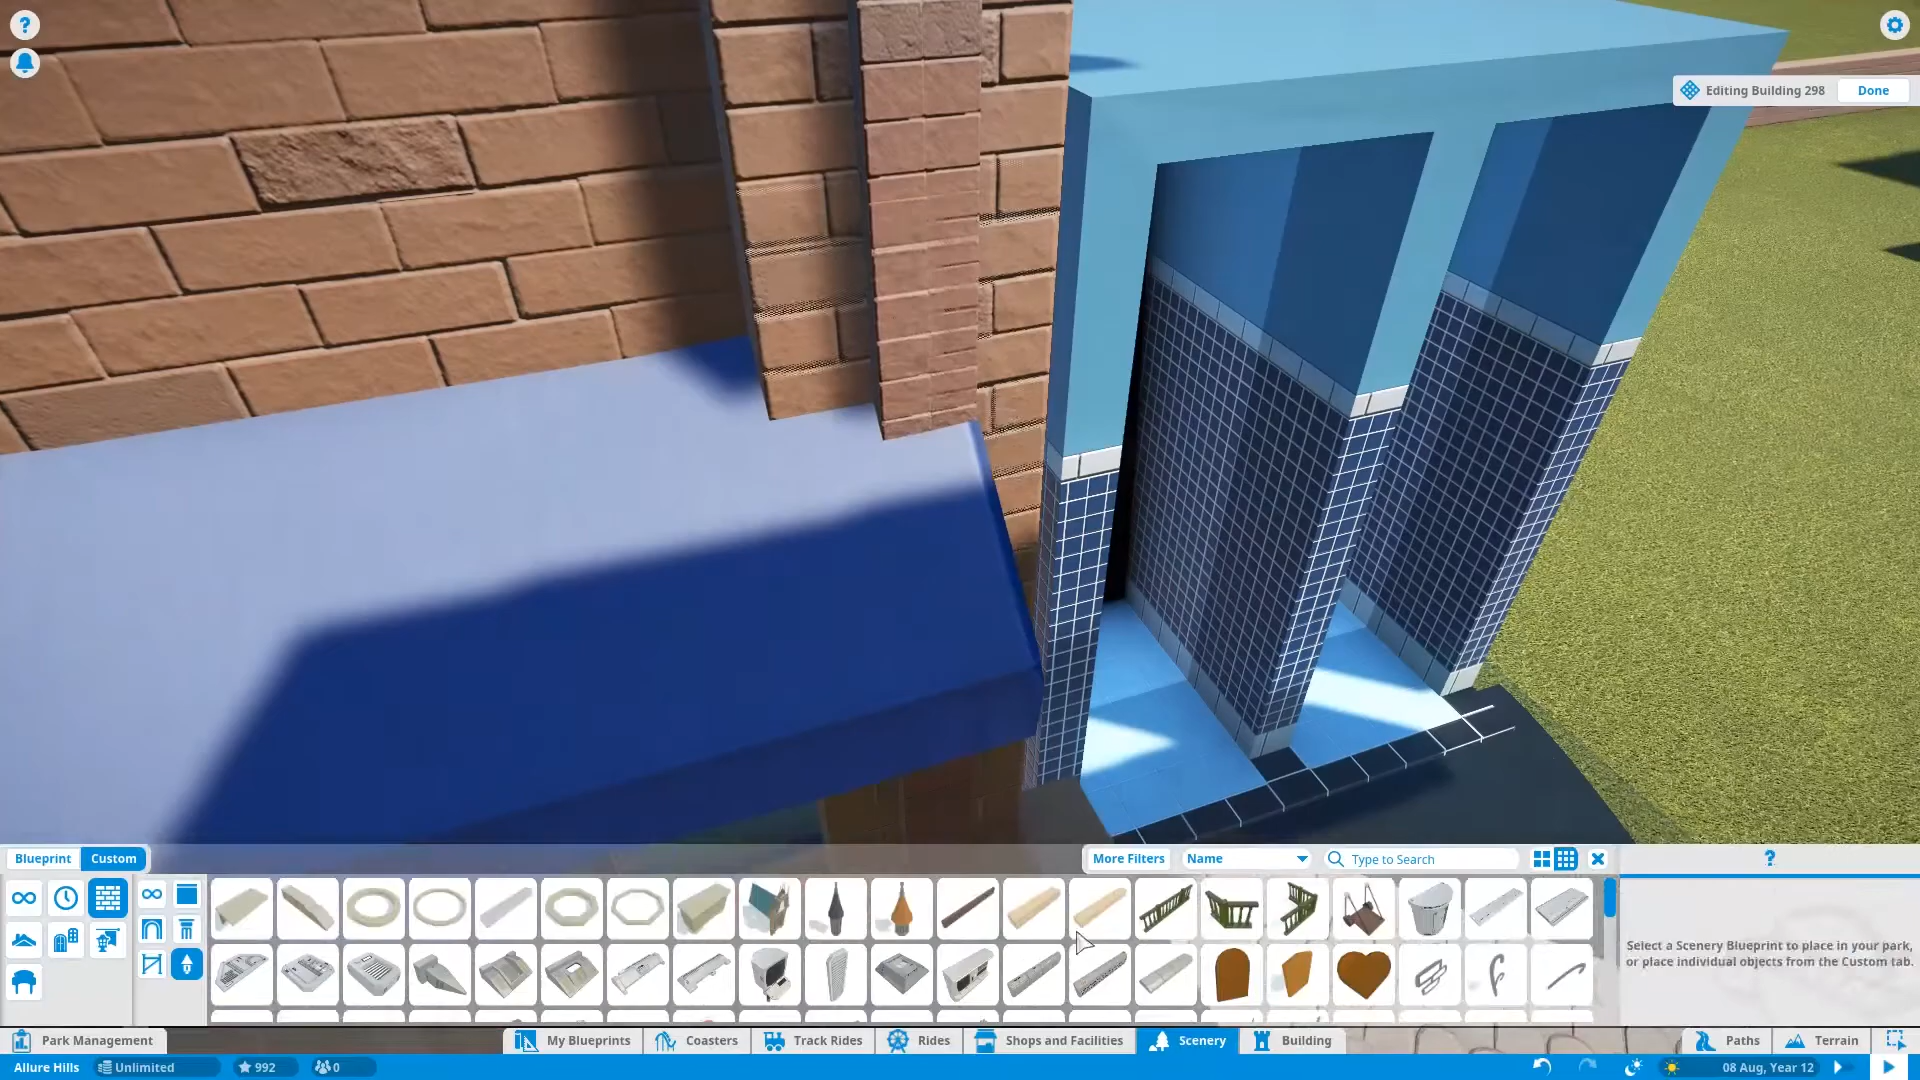 ?
Editing Building 298 Done
Blueprint Custom
More Filters Name Type to Search ?
Select a Scenery Blueprint to place in your park,
or place individual objects from the Custom tab.
Park Management My Blueprints Coasters Track Rides Rides Shops and Facilities Scenery Building Paths Terrain
Allure Hills Unlimited 992 0 08 Aug, Year 12